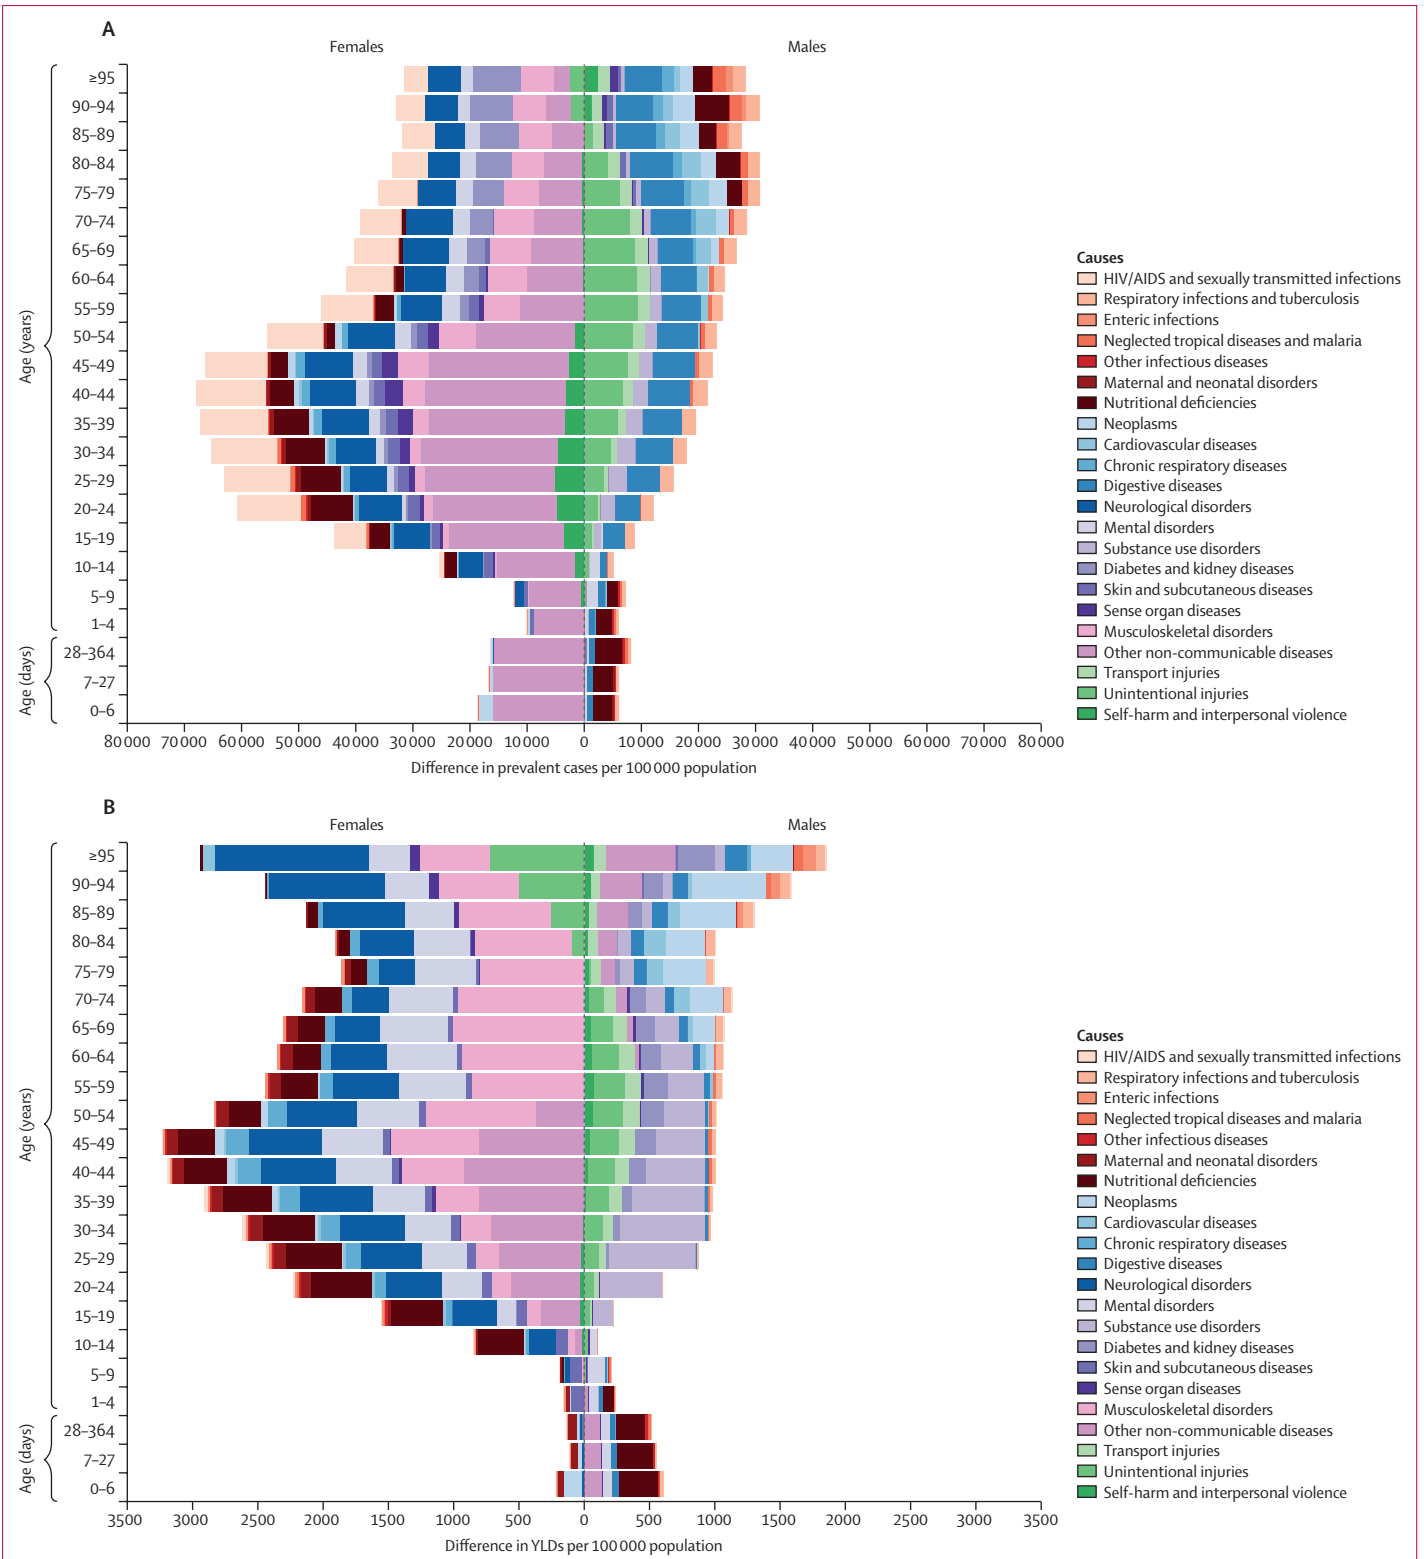 A
Females Males
≥95
90–94
85–89
80–84
75–79
70–74
65–69
60–64
55–59
50–54
45–49
40–44
35–39
30–34
25–29
20–24
15–19
10–14
5–9
1–4
28–364
7–27
0–6
Age (years)
Age (days)
80 000 70 000 60 000 50 000 40 000 30 000 20 000 10 000 0 10 000 20 000 30 000 40 000 50 000 60 000 70 000 80 000
Difference in prevalent cases per 100 000 population
Causes
HIV/AIDS and sexually transmitted infections
Respiratory infections and tuberculosis
Enteric infections
Neglected tropical diseases and malaria
Other infectious diseases
Maternal and neonatal disorders
Nutritional deficiencies
Neoplasms
Cardiovascular diseases
Chronic respiratory diseases
Digestive diseases
Neurological disorders
Mental disorders
Substance use disorders
Diabetes and kidney diseases
Skin and subcutaneous diseases
Sense organ diseases
Musculoskeletal disorders
Other non-communicable diseases
Transport injuries
Unintentional injuries
Self-harm and interpersonal violence
B
Females Males
≥95
90–94
85–89
80–84
75–79
70–74
65–69
60–64
55–59
50–54
45–49
40–44
35–39
30–34
25–29
20–24
15–19
10–14
5–9
1–4
28–364
7–27
0–6
Age (years)
Age (days)
3500 3000 2500 2000 1500 1000 500 0 500 1000 1500 2000 2500 3000 3500
Difference in YLDs per 100 000 population
Causes
HIV/AIDS and sexually transmitted infections
Respiratory infections and tuberculosis
Enteric infections
Neglected tropical diseases and malaria
Other infectious diseases
Maternal and neonatal disorders
Nutritional deficiencies
Neoplasms
Cardiovascular diseases
Chronic respiratory diseases
Digestive diseases
Neurological disorders
Mental disorders
Substance use disorders
Diabetes and kidney diseases
Skin and subcutaneous diseases
Sense organ diseases
Musculoskeletal disorders
Other non-communicable diseases
Transport injuries
Unintentional injuries
Self-harm and interpersonal violence